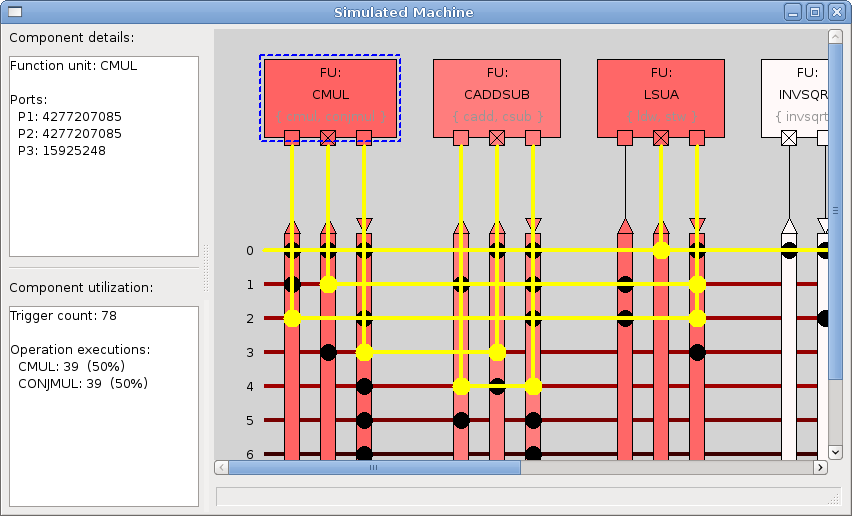 Simulated Machine
Component details:
Function unit: CMUL
Ports:
P1: 4277207085
P2: 4277207085
P3: 15925248
Component utilization:
Trigger count: 78
Operation executions:
CMUL: 39 (50%)
CONJMUL: 39 (50%)
FU:
CMUL
{ cmul, conjmul }
FU:
CADDSUB
{ cadd, csub }
FU:
LSUA
{ ldw, stw }
FU:
INVSQR
{ invsqrt
0
1
2
3
4
5
6